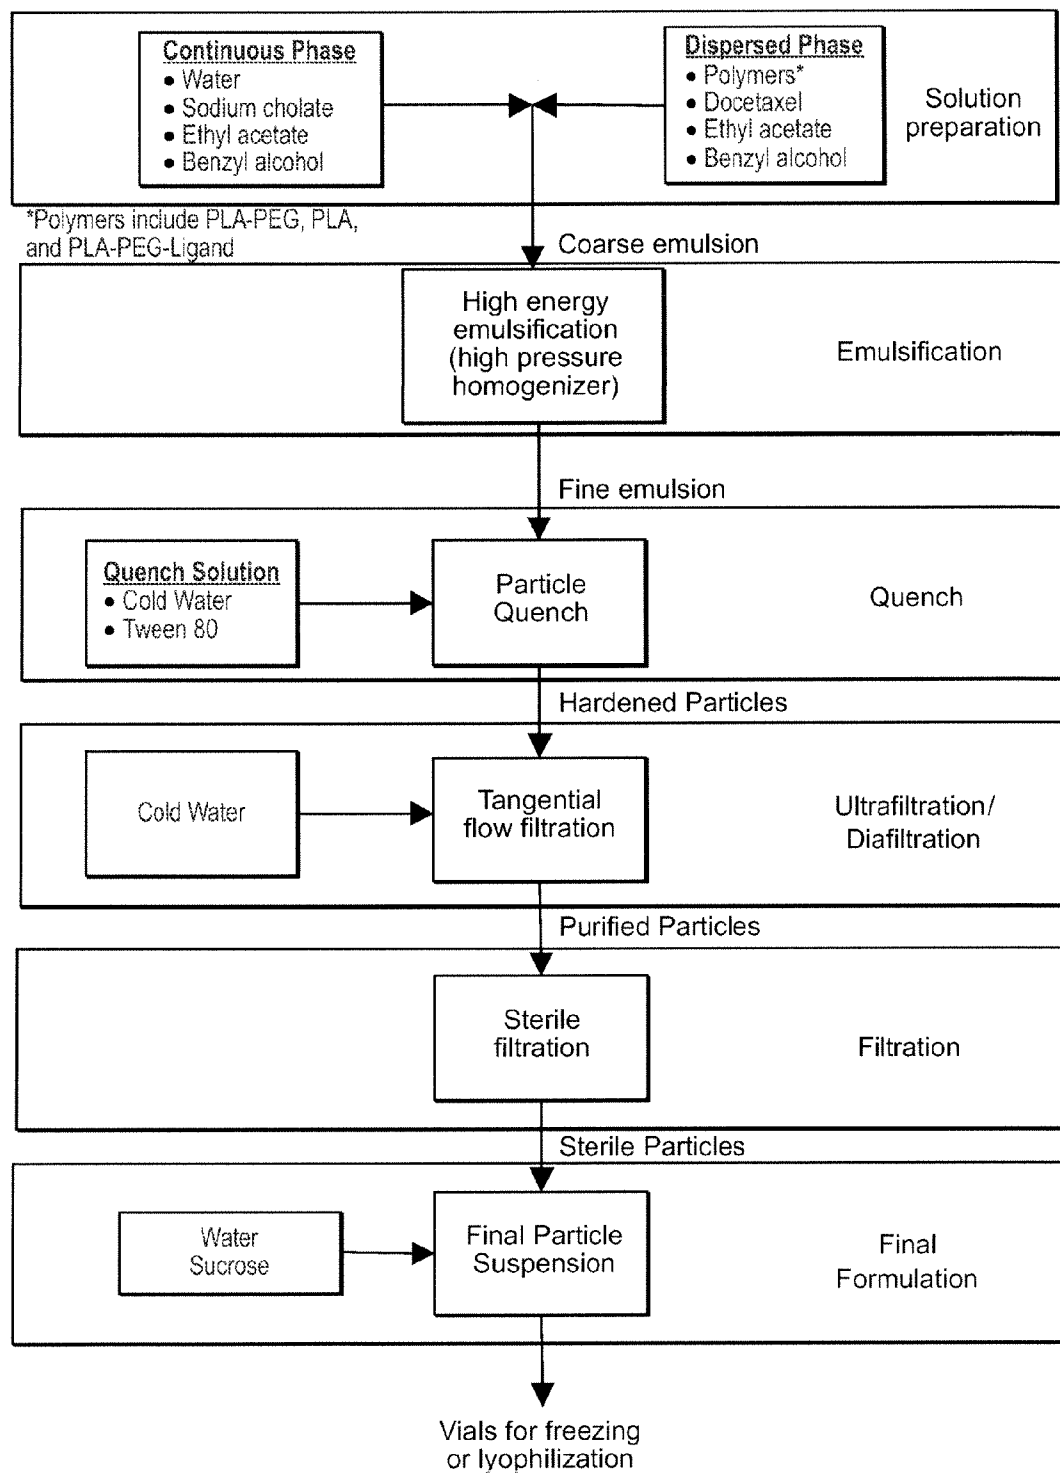 Continuous Phase
• Water
• Sodium cholate
• Ethyl acetate
• Benzyl alcohol
Dispersed Phase
• Polymers*
• Docetaxel
• Ethyl acetate
• Benzyl alcohol
Solution
preparation
*Polymers include PLA-PEG, PLA,
and PLA-PEG-Ligand
Coarse emulsion
High energy
emulsification
(high pressure
homogenizer)
Emulsification
Fine emulsion
Quench Solution
• Cold Water
• Tween 80
Particle
Quench
Quench
Hardened Particles
Cold Water
Tangential
flow filtration
Ultrafiltration/
Diafiltration
Purified Particles
Sterile
filtration
Filtration
Sterile Particles
Water
Sucrose
Final Particle
Suspension
Final
Formulation
Vials for freezing
or lyophilization